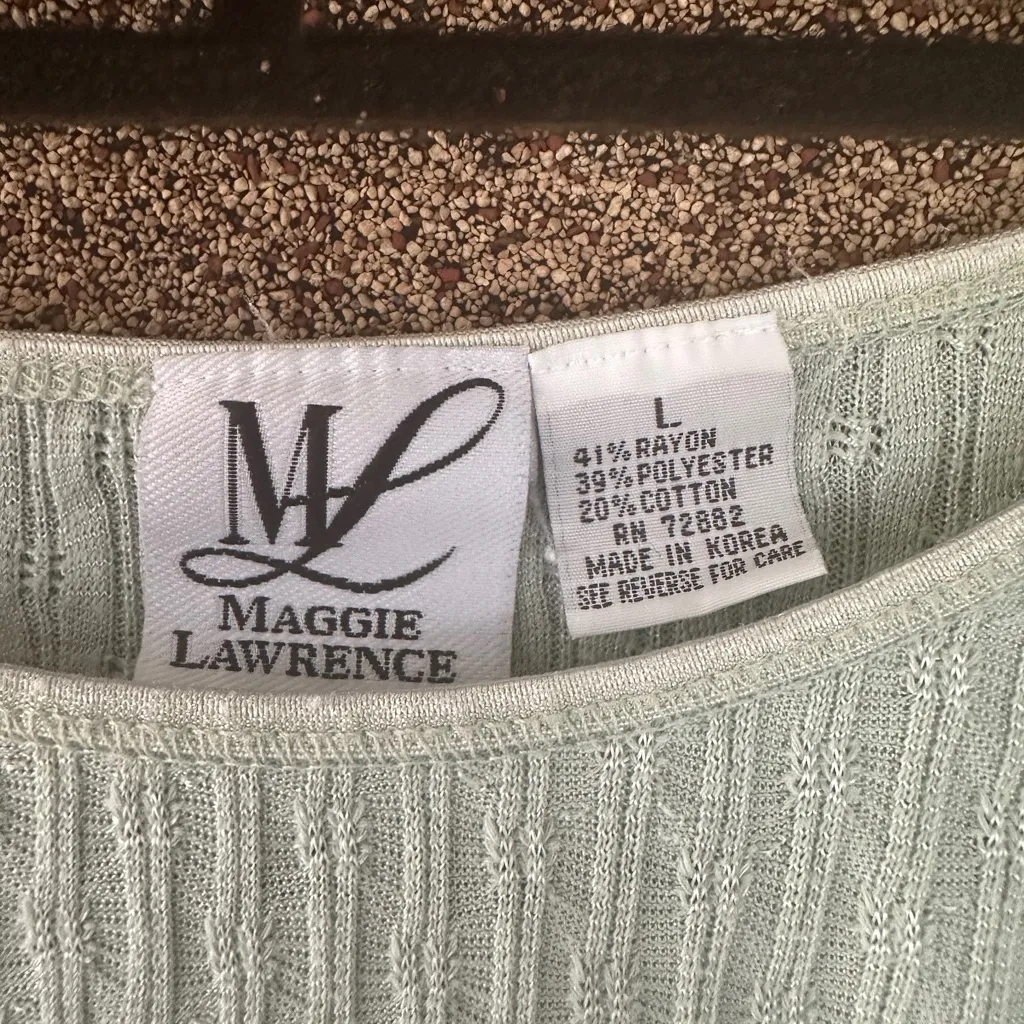 ML
MAGGIE
LAWRENCE
L
41% RAYON
39% POLYESTER
20% COTTON
RN 72882
MADE IN KOREA
SEE REVERSE FOR CARE